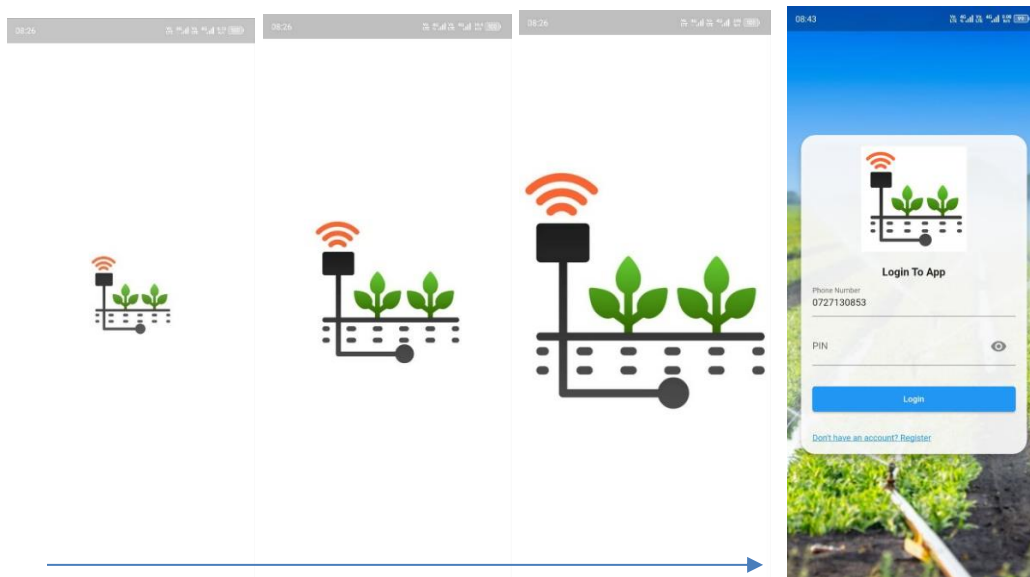 08:26
08:26
08:26
08:43
Login To App
Phone Number
0727130853
PIN
Login
Don't have an account? Register